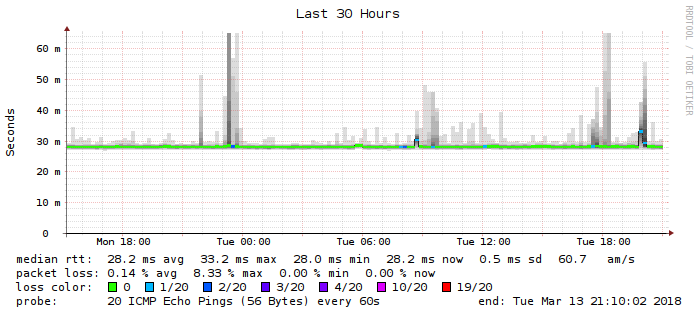 Last 30 Hours
RRDTOOL / TOBI OETIKER
Seconds
60 m
50 m
40 m
30 m
20 m
10 m
0
Mon 18:00 Tue 00:00 Tue 06:00 Tue 12:00 Tue 18:00
median rtt: 28.2 ms avg 33.2 ms max 28.0 ms min 28.2 ms now 0.5 ms sd 60.7 am/s
packet loss: 0.14 % avg 8.33 % max 0.00 % min 0.00 % now
loss color: 0 1/20 2/20 3/20 4/20 10/20 19/20
probe: 20 ICMP Echo Pings (56 Bytes) every 60s end: Tue Mar 13 21:10:02 2018